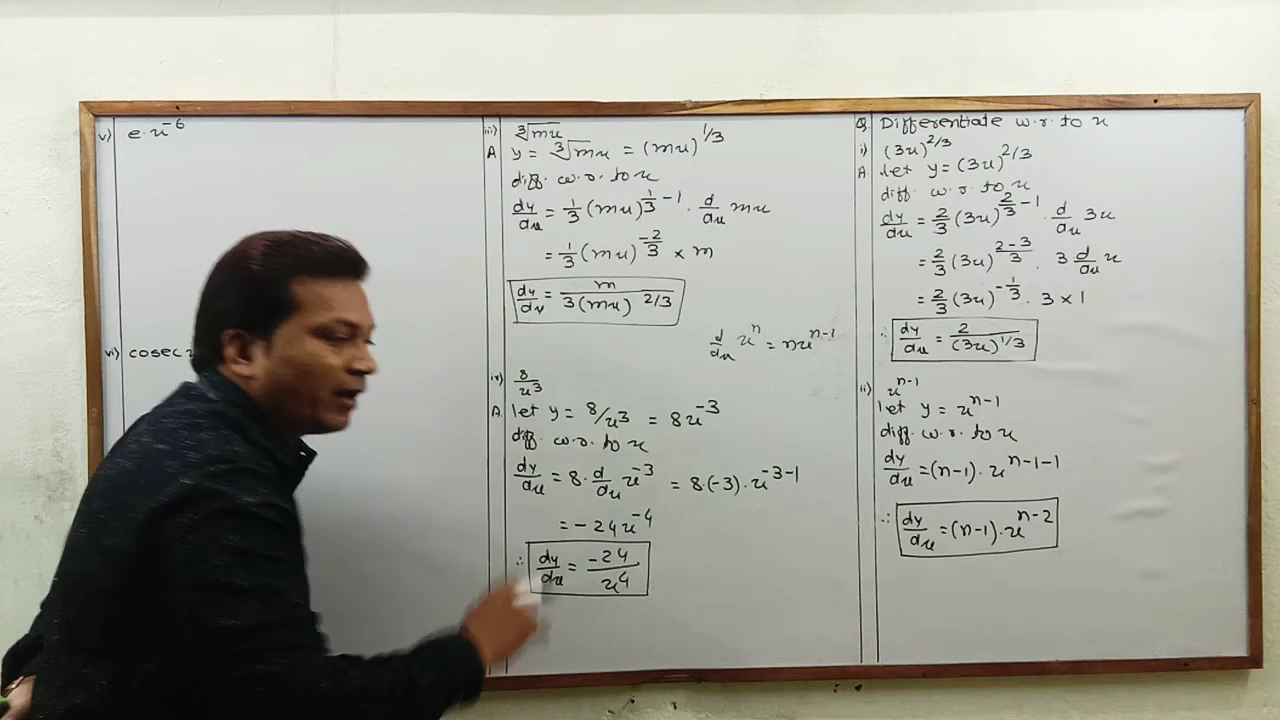 v) e·x⁻⁶
vi) cosec
iii) ∛mx
A y = ∛mx = (mx)^1/3
diff. w.r. to x
dy/dx = 1/3 (mx)^(1/3 - 1) · d/dx mx
= 1/3 (mx)^(-2/3) × m
dy/dx = m / 3(mx)^2/3
d/dx xⁿ = nx^(n-1)
iv) 8/x³
A. let y = 8/x³ = 8x⁻³
diff. w.r. to x
dy/dx = 8· d/dx x⁻³ = 8·(-3)·x^(-3-1)
= -24x⁻⁴
∴ dy/dx = -24/x⁴
Q. Differentiate w.r. to x
i) (3x)^2/3
A. let y = (3x)^2/3
diff. w.r. to x
dy/dx = 2/3 (3x)^(2/3 - 1) · d/dx 3x
= 2/3 (3x)^((2-3)/3) · 3 d/dx x
= 2/3 (3x)^(-1/3) · 3 × 1
∴ dy/dx = 2/(3x)^1/3
ii) x^(n-1)
let y = x^(n-1)
diff. w.r. to x
dy/dx = (n-1)· x^(n-1-1)
∴ dy/dx = (n-1)· x^(n-2)